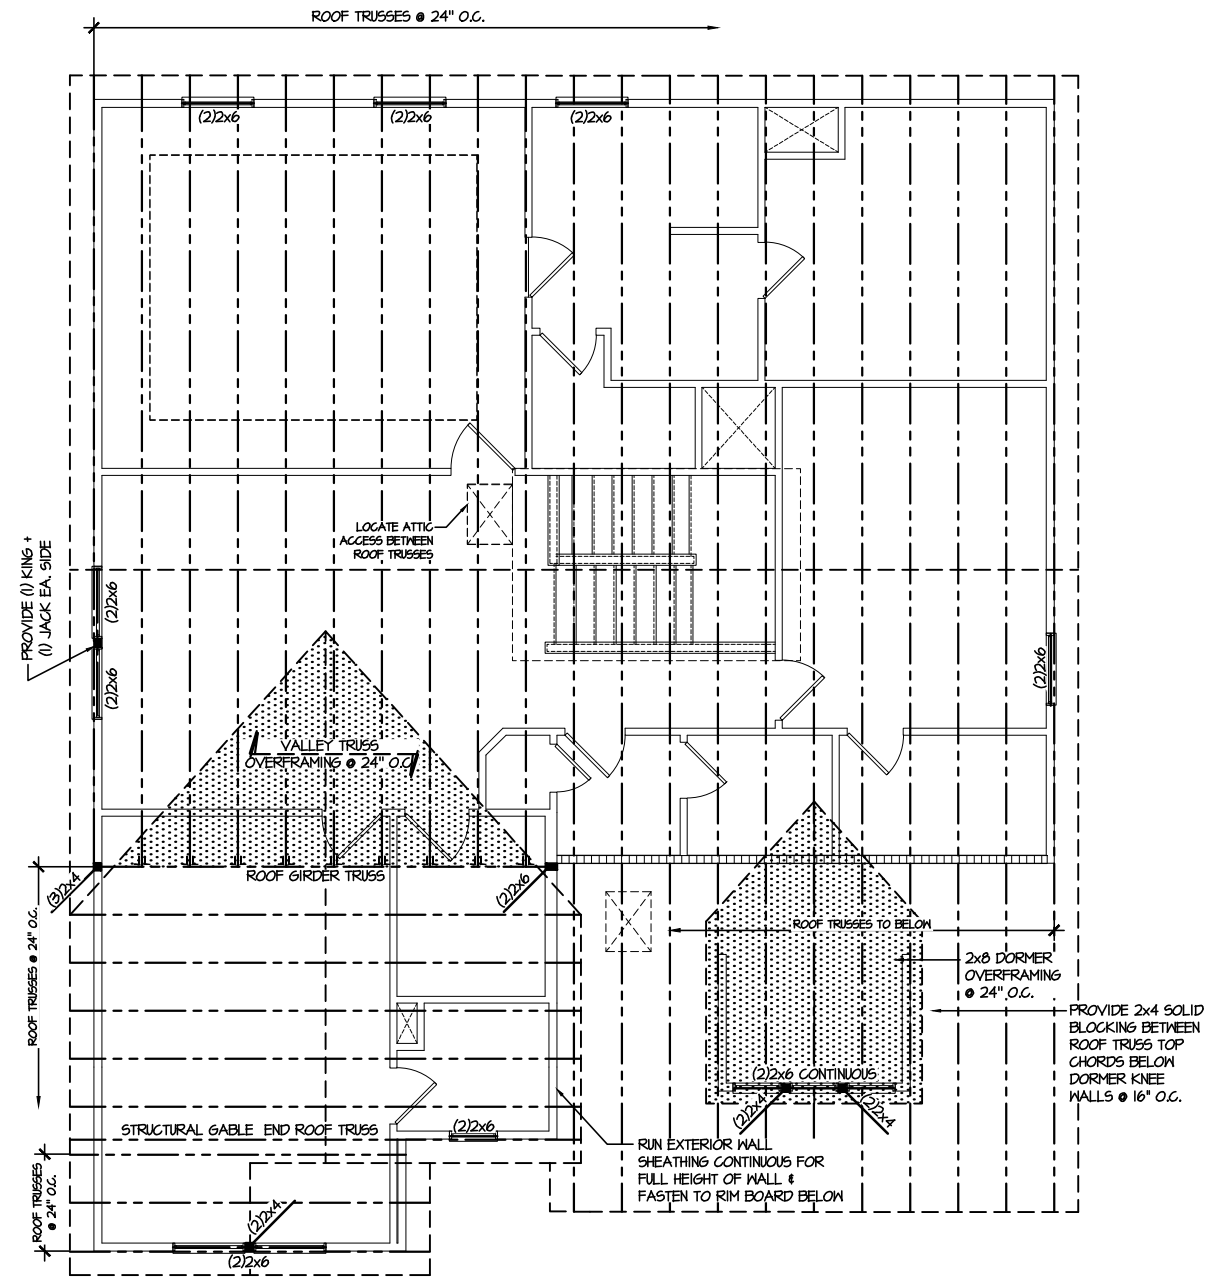 ROOF TRUSSES @ 24" O.C.
(2)2x6
(2)2x6
(2)2x6
LOCATE ATTIC
ACCESS BETWEEN
ROOF TRUSSES
PROVIDE (1) KING +
(1) JACK EA. SIDE
(2)2x6
(2)2x6
(2)2x6
VALLEY TRUSS
OVERFRAMING @ 24" O.C.
ROOF GIRDER TRUSS
(3)2x4
(2)2x6
ROOF TRUSSES @ 24" O.C.
ROOF TRUSSES TO BELOW
2x8 DORMER
OVERFRAMING
@ 24" O.C.
PROVIDE 2x4 SOLID
BLOCKING BETWEEN
ROOF TRUSS TOP
CHORDS BELOW
DORMER KNEE
WALLS @ 16" O.C.
(2)2x6 CONTINUOUS
(2)2x4
(2)2x4
STRUCTURAL GABLE END ROOF TRUSS
(2)2x6
RUN EXTERIOR WALL
SHEATHING CONTINUOUS FOR
FULL HEIGHT OF WALL &
FASTEN TO RIM BOARD BELOW
ROOF TRUSSES
@ 24" O.C.
(2)2x4
(2)2x6